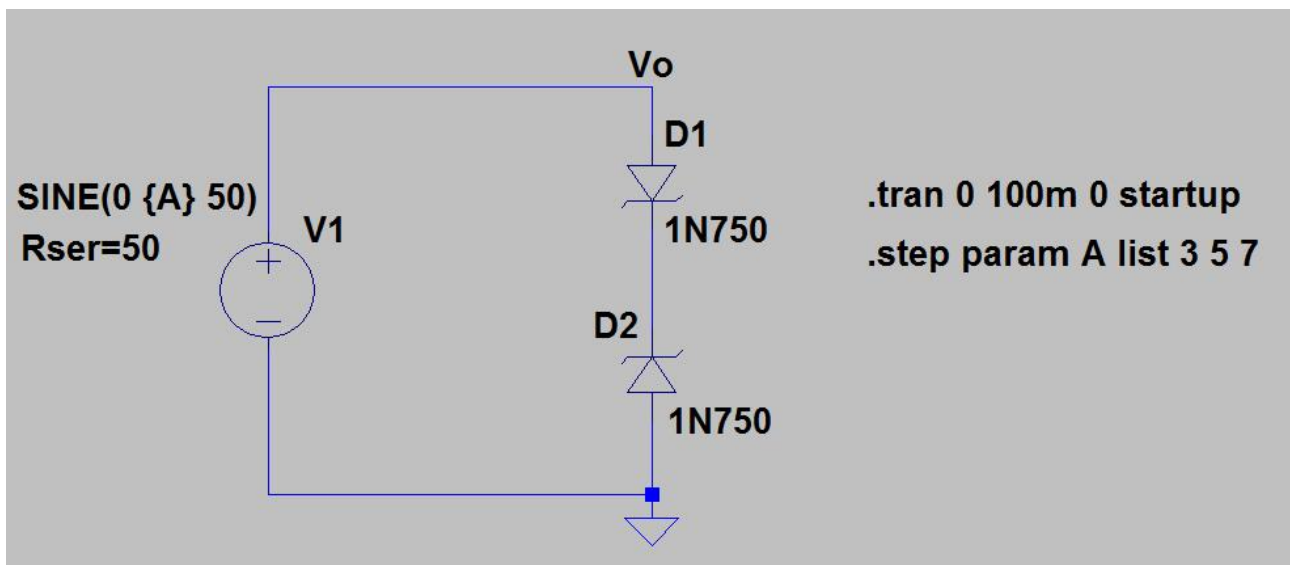 Vo
D1
1N750
SINE(0 {A} 50)
Rser=50
V1
D2
1N750
.tran 0 100m 0 startup
.step param A list 3 5 7